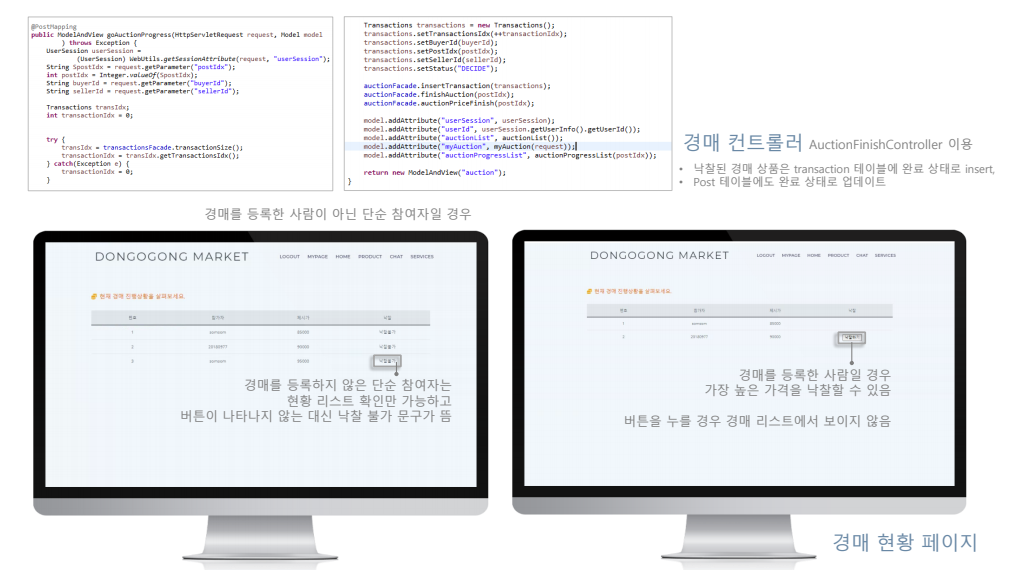 @PostMapping
public ModelAndView goAuctionProgress(HttpServletRequest request, Model model
) throws Exception {
UserSession userSession =
(UserSession) WebUtils.getSessionAttribute(request, "userSession");
String SpostIdx = request.getParameter("postIdx");
int postIdx = Integer.valueOf(SpostIdx);
String buyerId = request.getParameter("buyerId");
String sellerId = request.getParameter("sellerId");
Transactions transIdx;
int transactionIdx = 0;
try {
transIdx = transactionsFacade.transactionSize();
transactionIdx = transIdx.getTransactionsIdx();
} catch(Exception e) {
transactionIdx = 0;
}
Transactions transactions = new Transactions();
transactions.setTransactionsIdx(++transactionIdx);
transactions.setBuyerId(buyerId);
transactions.setPostIdx(postIdx);
transactions.setSellerId(sellerId);
transactions.setStatus("DECIDE");
auctionFacade.insertTransaction(transactions);
auctionFacade.finishAuction(postIdx);
auctionFacade.auctionPriceFinish(postIdx);
model.addAttribute("userSession", userSession);
model.addAttribute("userId", userSession.getUserInfo().getUserId());
model.addAttribute("auctionList", auctionList());
model.addAttribute("myAuction", myAuction(request));
model.addAttribute("auctionProgressList", auctionProgressList(postIdx));
return new ModelAndView("auction");
}
경매 컨트롤러 AuctionFinishController 이용
• 낙찰된 경매 상품은 transaction 테이블에 완료 상태로 insert,
• Post 테이블에도 완료 상태로 업데이트
경매를 등록한 사람이 아닌 단순 참여자일 경우
DONGOGONG MARKET LOGOUT MYPAGE HOME PRODUCT CHAT SERVICES
현재 경매 진행상황을 살펴보세요.
번호 참가자 제시가 낙찰
1 somsom 85000 낙찰불가
2 20180977 90000 낙찰불가
3 somsom 95000 낙찰불가
경매를 등록하지 않은 단순 참여자는
현황 리스트 확인만 가능하고
버튼이 나타나지 않는 대신 낙찰 불가 문구가 뜸
DONGOGONG MARKET LOGOUT MYPAGE HOME PRODUCT CHAT SERVICES
현재 경매 진행상황을 살펴보세요.
번호 참가자 제시가 낙찰
1 somsom 85000
2 20180977 90000 낙찰하기
경매를 등록한 사람일 경우
가장 높은 가격을 낙찰할 수 있음
버튼을 누를 경우 경매 리스트에서 보이지 않음
경매 현황 페이지